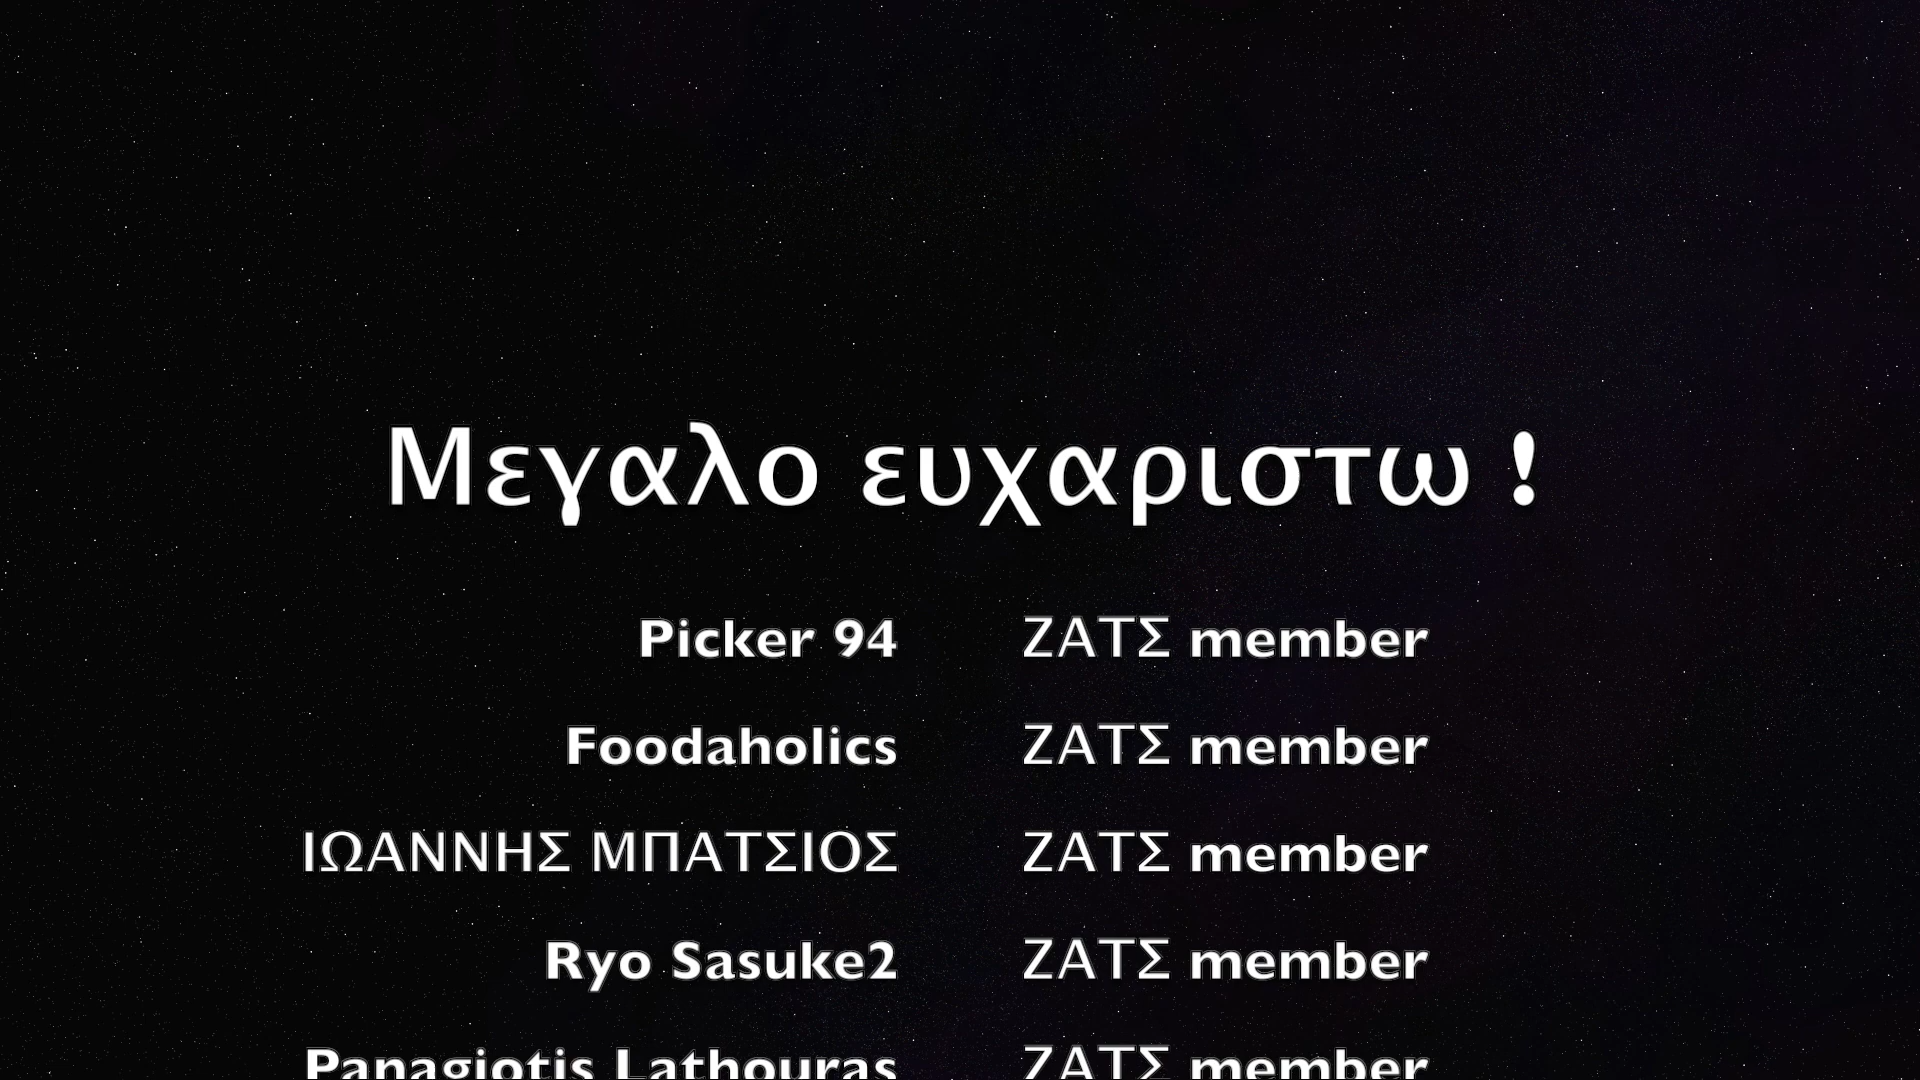 Μεγαλο ευχαριστω !
Picker 94 ΖΑΤΣ member
Foodaholics ΖΑΤΣ member
ΙΩΑΝΝΗΣ ΜΠΑΤΣΙΟΣ ΖΑΤΣ member
Ryo Sasuke2 ΖΑΤΣ member
Panagiotis Lathouras ΖΑΤΣ member